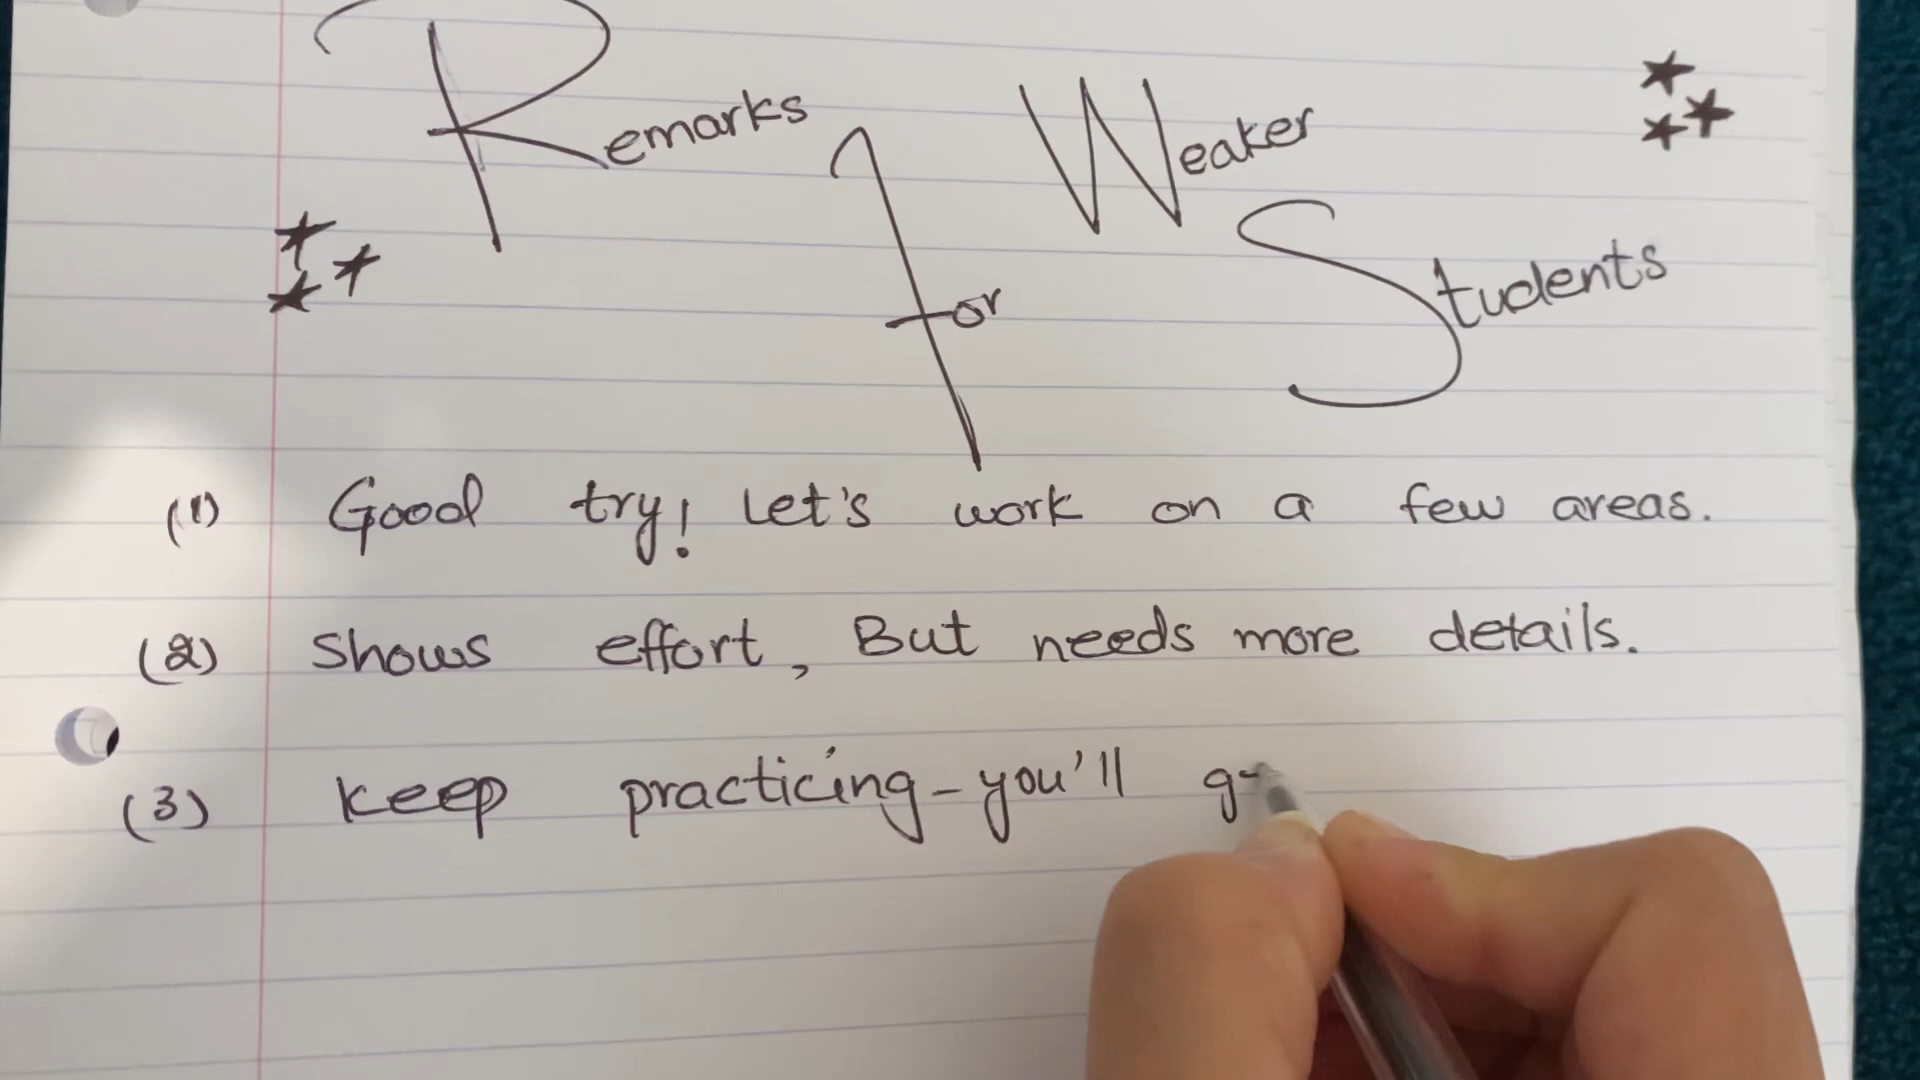 Remarks for Weaker
Students
(1) Good try! Let's work on a few areas.
(2) Shows effort, But needs more details.
(3) Keep practicing - you'll